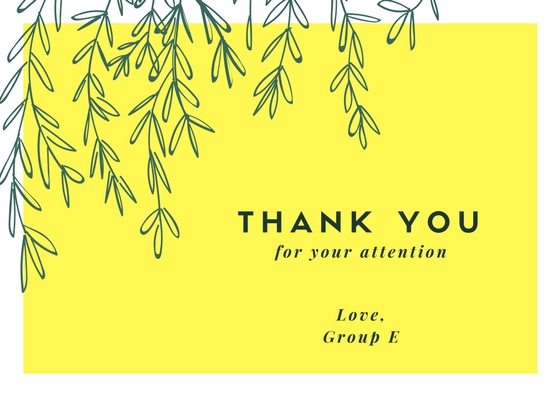 THANK YOU
for your attention
Love,
Group E